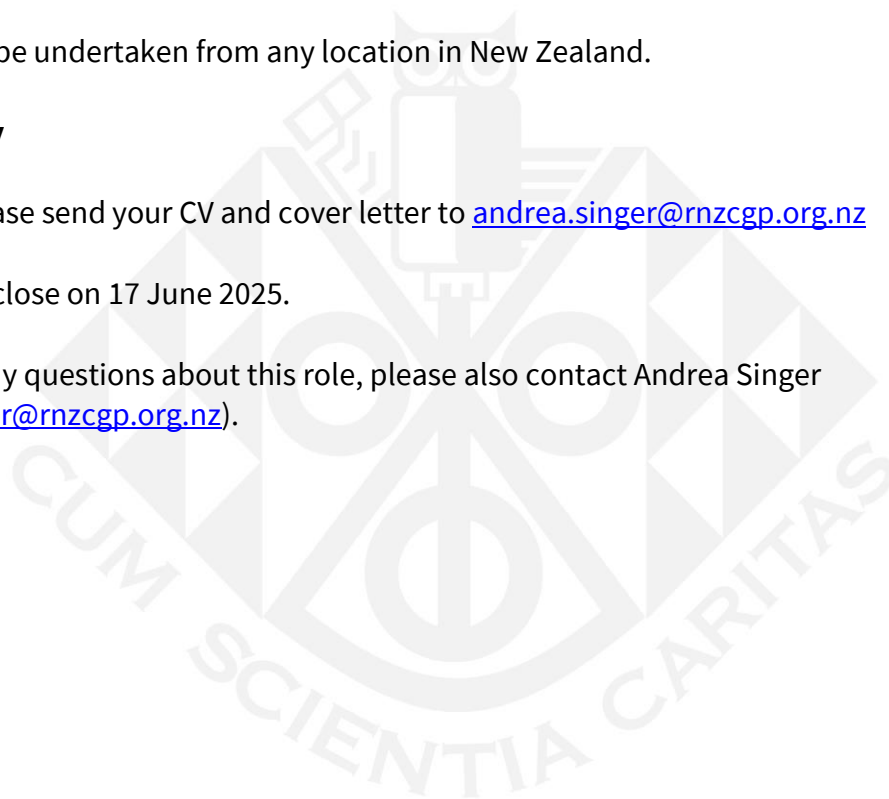 be undertaken from any location in New Zealand.
y
ase send your CV and cover letter to andrea.singer@rnzcgp.org.nz
close on 17 June 2025.
y questions about this role, please also contact Andrea Singer
r@rnzcgp.org.nz).
CUM SCIENTIA CARITAS